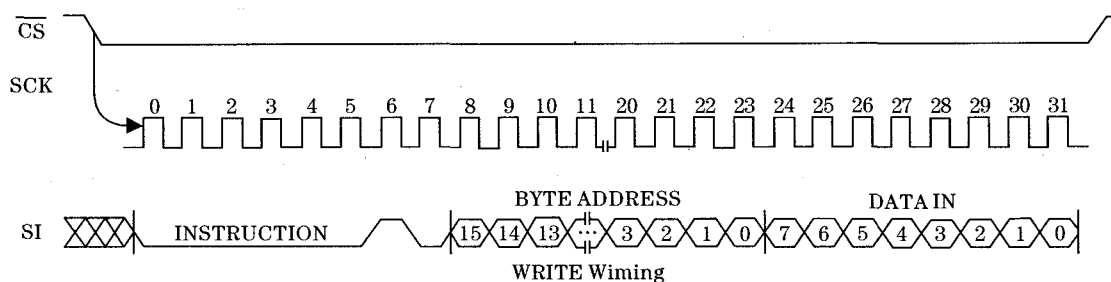 CS
SCK
0 1 2 3 4 5 6 7 8 9 10 11 20 21 22 23 24 25 26 27 28 29 30 31
BYTE ADDRESS DATA IN
SI INSTRUCTION 15 14 13 ... 3 2 1 0 7 6 5 4 3 2 1 0
WRITE Wiming